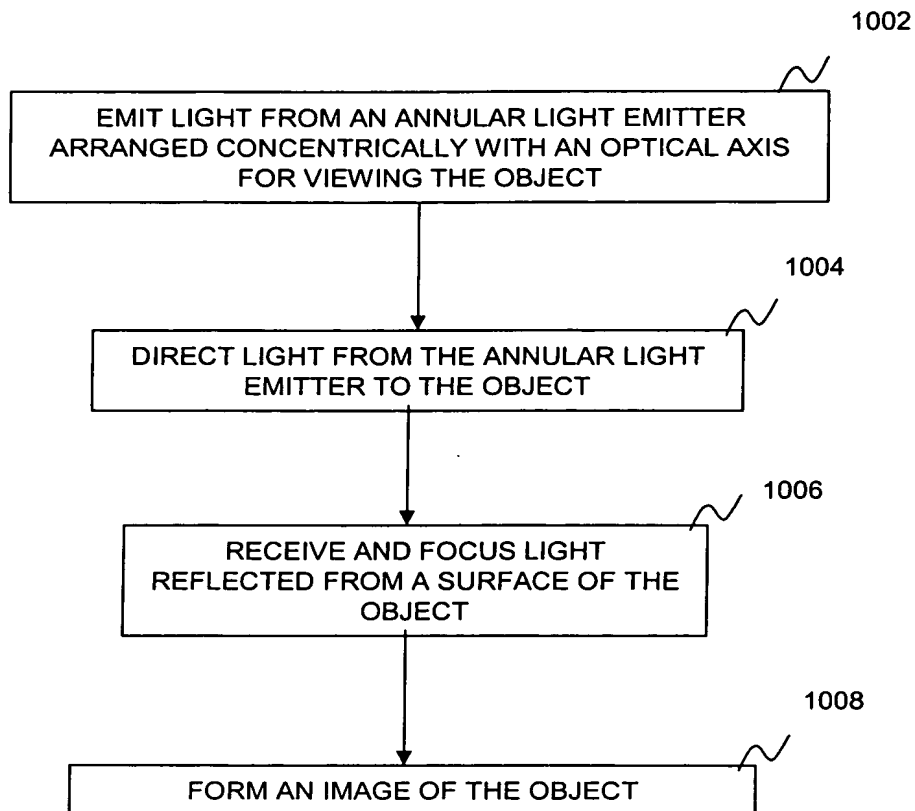 1002
EMIT LIGHT FROM AN ANNULAR LIGHT EMITTER
ARRANGED CONCENTRICALLY WITH AN OPTICAL AXIS
FOR VIEWING THE OBJECT
1004
DIRECT LIGHT FROM THE ANNULAR LIGHT
EMITTER TO THE OBJECT
1006
RECEIVE AND FOCUS LIGHT
REFLECTED FROM A SURFACE OF THE
OBJECT
1008
FORM AN IMAGE OF THE OBJECT